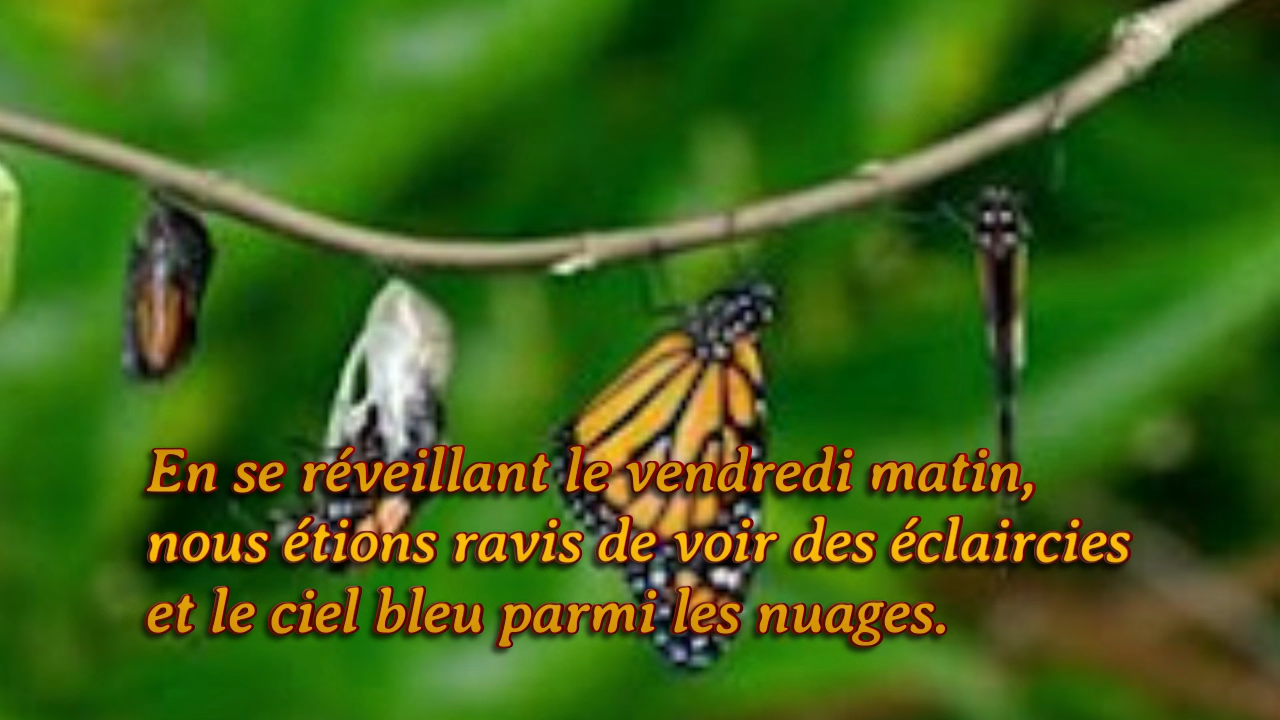 En se réveillant le vendredi matin,
nous étions ravis de voir des éclaircies
et le ciel bleu parmi les nuages.